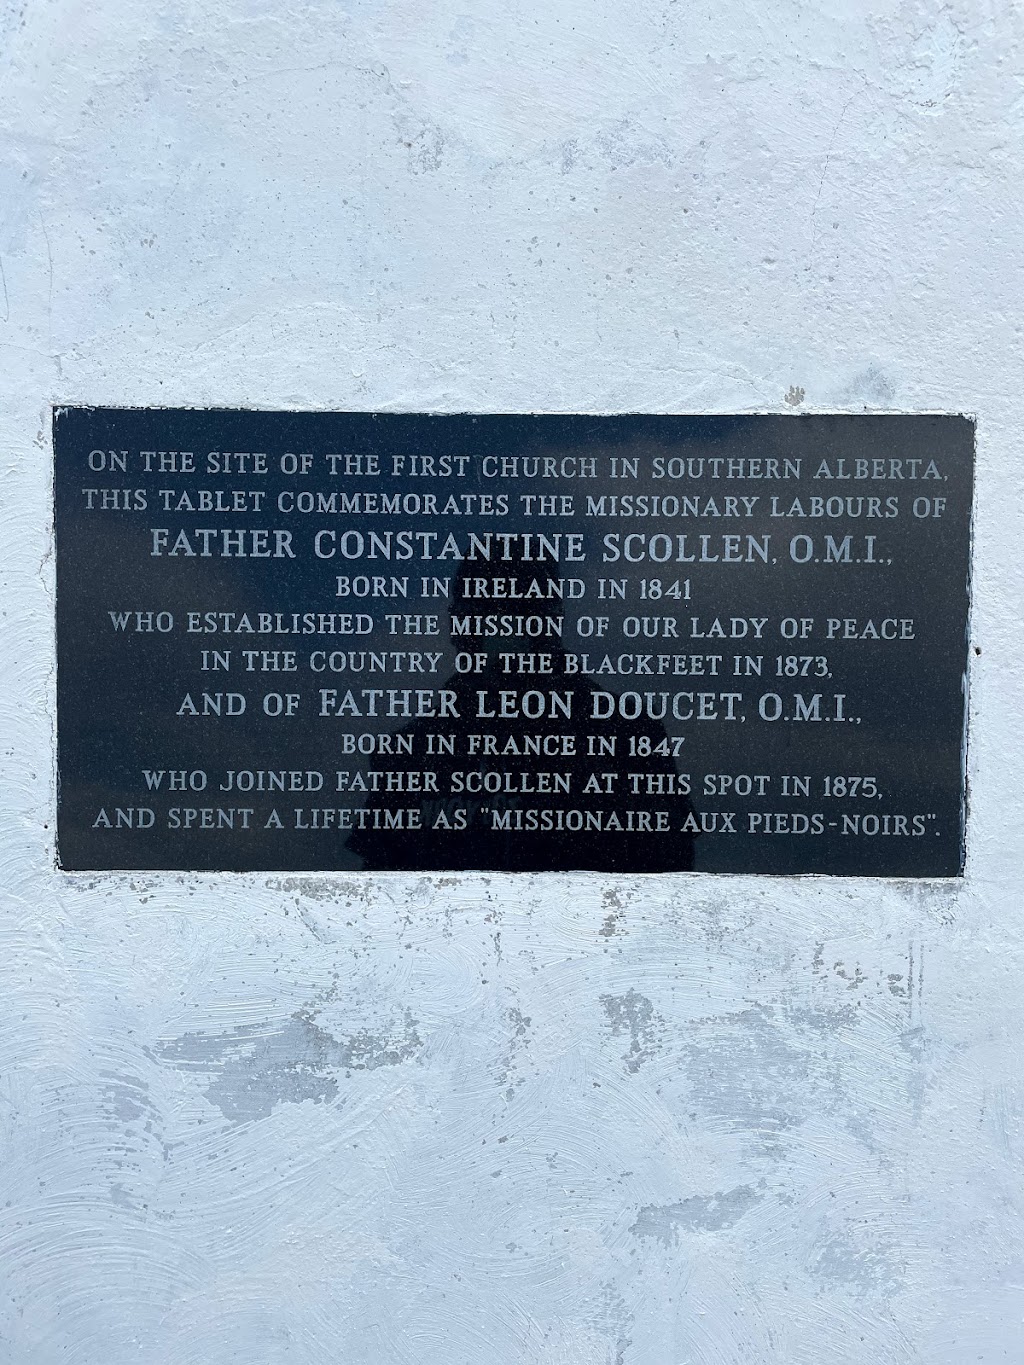 ON THE SITE OF THE FIRST CHURCH IN SOUTHERN ALBERTA,
THIS TABLET COMMEMORATES THE MISSIONARY LABOURS OF
FATHER CONSTANTINE SCOLLEN, O.M.I.,
BORN IN IRELAND IN 1841
WHO ESTABLISHED THE MISSION OF OUR LADY OF PEACE
IN THE COUNTRY OF THE BLACKFEET IN 1873,
AND OF FATHER LEON DOUCET, O.M.I.,
BORN IN FRANCE IN 1847
WHO JOINED FATHER SCOLLEN AT THIS SPOT IN 1875,
AND SPENT A LIFETIME AS "MISSIONAIRE AUX PIEDS-NOIRS".